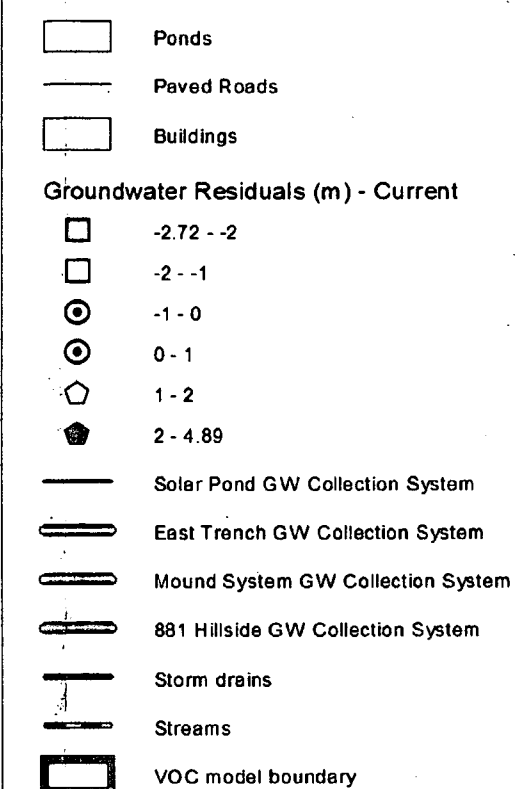 Ponds
Paved Roads
Buildings
Groundwater Residuals (m) - Current
-2.72 - -2
-2 - -1
-1 - 0
0 - 1
1 - 2
2 - 4.89
Solar Pond GW Collection System
East Trench GW Collection System
Mound System GW Collection System
881 Hillside GW Collection System
Storm drains
Streams
VOC model boundary